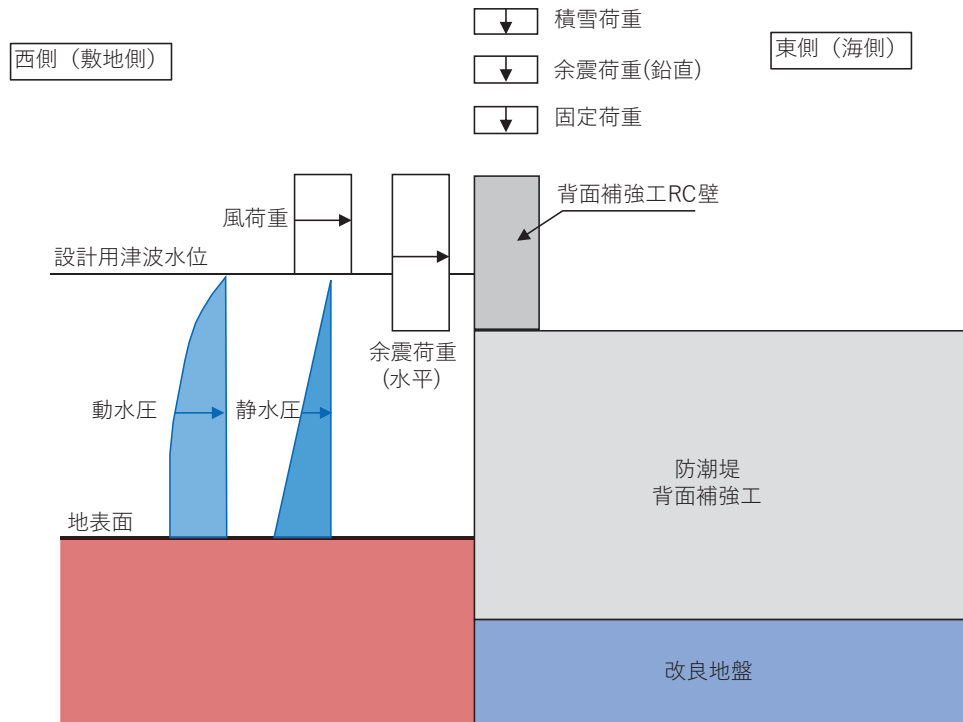 積雪荷重
西側（敷地側）
東側（海側）
余震荷重(鉛直)
固定荷重
背面補強工RC壁
風荷重
設計用津波水位
余震荷重
(水平)
動水圧
静水圧
防潮堤
背面補強工
地表面
改良地盤